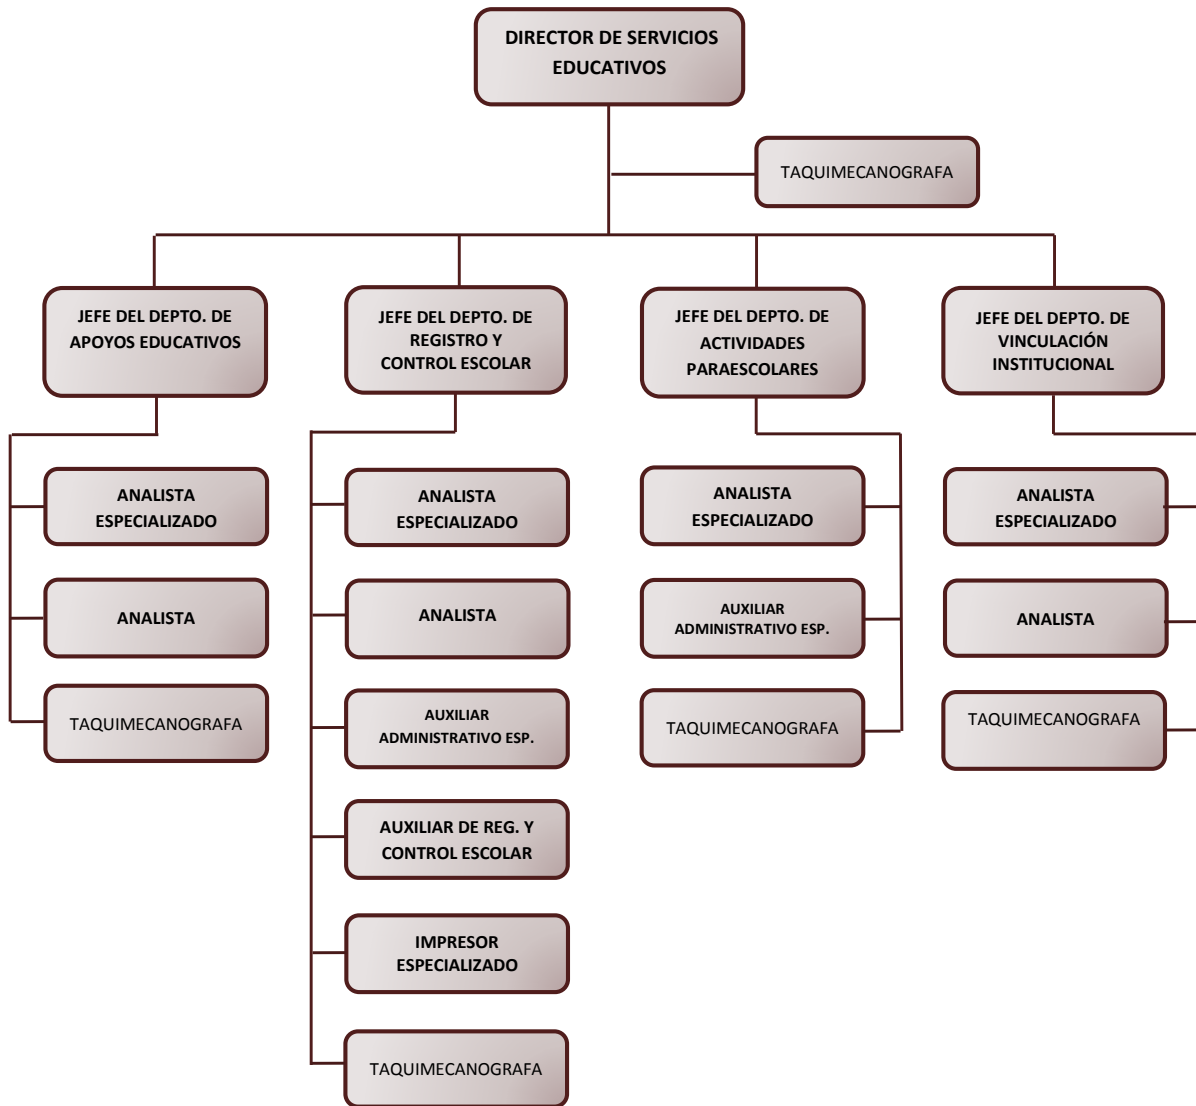 DIRECTOR DE SERVICIOS
EDUCATIVOS
TAQUIMECANOGRAFA
JEFE DEL DEPTO. DE
APOYOS EDUCATIVOS
JEFE DEL DEPTO. DE
REGISTRO Y
CONTROL ESCOLAR
JEFE DEL DEPTO. DE
ACTIVIDADES
PARAESCOLARES
JEFE DEL DEPTO. DE
VINCULACIÓN
INSTITUCIONAL
ANALISTA
ESPECIALIZADO
ANALISTA
TAQUIMECANOGRAFA
ANALISTA
ESPECIALIZADO
ANALISTA
AUXILIAR
ADMINISTRATIVO ESP.
AUXILIAR DE REG. Y
CONTROL ESCOLAR
IMPRESOR
ESPECIALIZADO
TAQUIMECANOGRAFA
ANALISTA
ESPECIALIZADO
AUXILIAR
ADMINISTRATIVO ESP.
TAQUIMECANOGRAFA
ANALISTA
ESPECIALIZADO
ANALISTA
TAQUIMECANOGRAFA